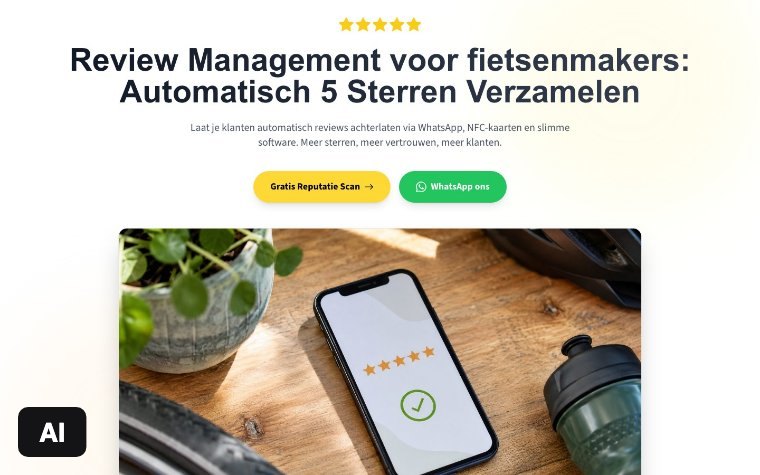 Review Management voor fietsenmakers:
Automatisch 5 Sterren Verzamelen
Laat je klanten automatisch reviews achterlaten via WhatsApp, NFC-kaarten en slimme
software. Meer sterren, meer vertrouwen, meer klanten.
Gratis Reputatie Scan →
WhatsApp ons
AI